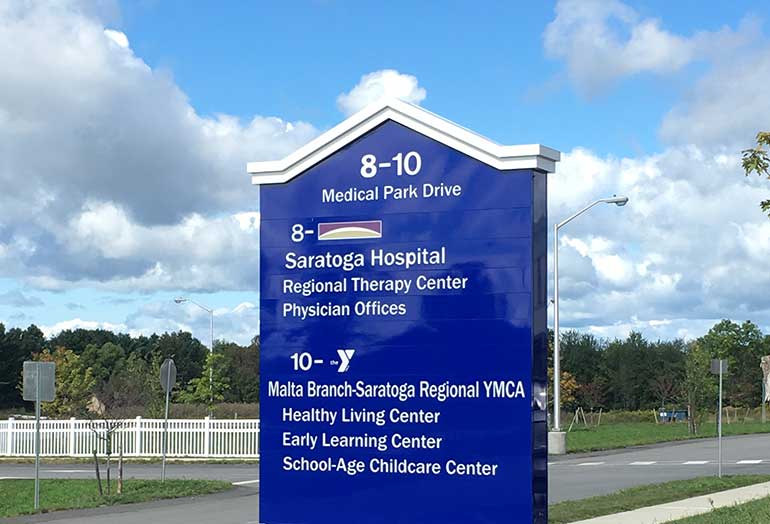 8-10
Medical Park Drive
8-
Saratoga Hospital
Regional Therapy Center
Physician Offices
10- the Y
Malta Branch-Saratoga Regional YMCA
Healthy Living Center
Early Learning Center
School-Age Childcare Center